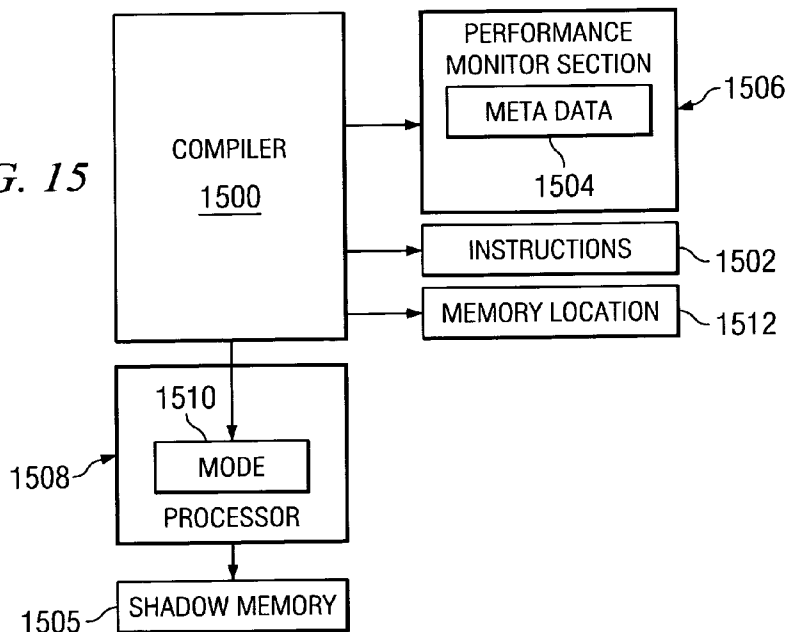 G. 15
COMPILER
1500
PERFORMANCE
MONITOR SECTION
META DATA
1504
1506
INSTRUCTIONS
1502
MEMORY LOCATION
1512
1510
MODE
PROCESSOR
1508
SHADOW MEMORY
1505